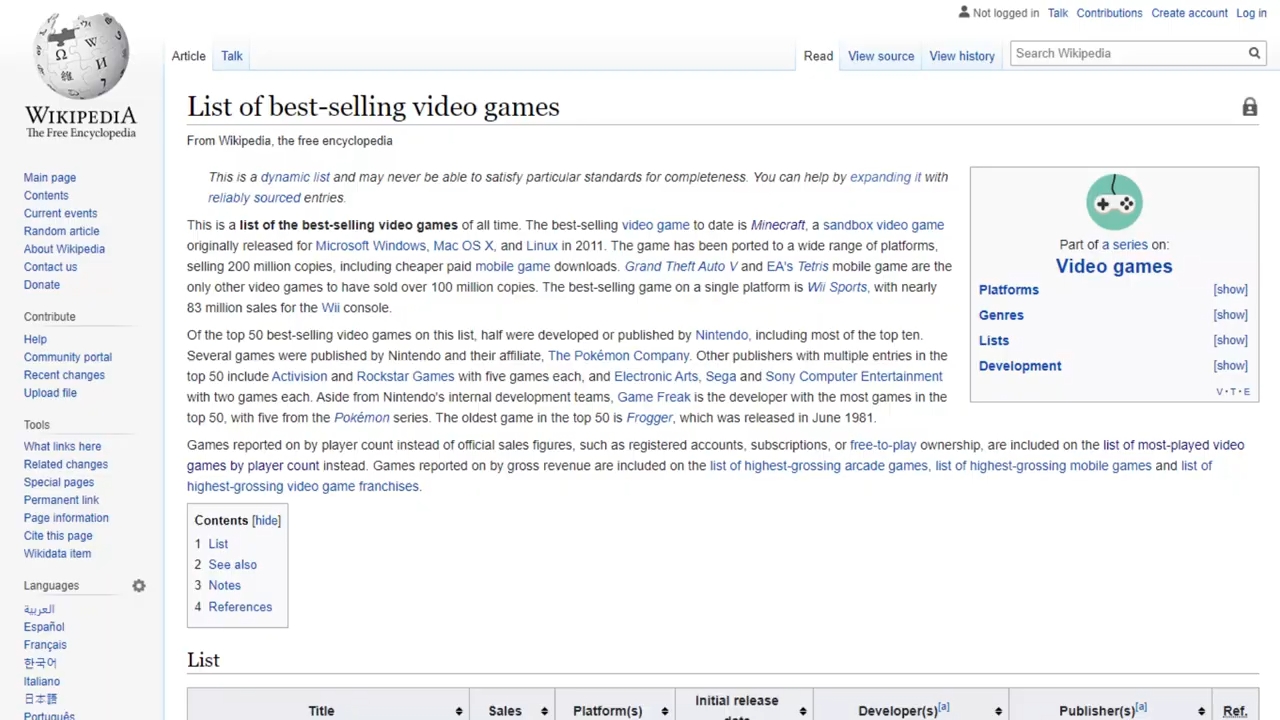 Not logged in Talk Contributions Create account Log in
Article Talk Read View source View history Search Wikipedia
WIKIPEDIA
The Free Encyclopedia
Main page
Contents
Current events
Random article
About Wikipedia
Contact us
Donate
Contribute
Help
Community portal
Recent changes
Upload file
Tools
What links here
Related changes
Special pages
Permanent link
Page information
Cite this page
Wikidata item
Languages
العربية
Español
Français
한국어
Italiano
日本語
Português
List of best-selling video games
From Wikipedia, the free encyclopedia
This is a dynamic list and may never be able to satisfy particular standards for completeness. You can help by expanding it with
reliably sourced entries.
This is a list of the best-selling video games of all time. The best-selling video game to date is Minecraft, a sandbox video game
originally released for Microsoft Windows, Mac OS X, and Linux in 2011. The game has been ported to a wide range of platforms,
selling 200 million copies, including cheaper paid mobile game downloads. Grand Theft Auto V and EA's Tetris mobile game are the
only other video games to have sold over 100 million copies. The best-selling game on a single platform is Wii Sports, with nearly
83 million sales for the Wii console.
Of the top 50 best-selling video games on this list, half were developed or published by Nintendo, including most of the top ten.
Several games were published by Nintendo and their affiliate, The Pokémon Company. Other publishers with multiple entries in the
top 50 include Activision and Rockstar Games with five games each, and Electronic Arts, Sega and Sony Computer Entertainment
with two games each. Aside from Nintendo's internal development teams, Game Freak is the developer with the most games in the
top 50, with five from the Pokémon series. The oldest game in the top 50 is Frogger, which was released in June 1981.
Part of a series on:
Video games
Platforms [show]
Genres [show]
Lists [show]
Development [show]
V • T • E
Games reported on by player count instead of official sales figures, such as registered accounts, subscriptions, or free-to-play ownership, are included on the list of most-played video
games by player count instead. Games reported on by gross revenue are included on the list of highest-grossing arcade games, list of highest-grossing mobile games and list of
highest-grossing video game franchises.
Contents [hide]
1 List
2 See also
3 Notes
4 References
List
Title Sales Platform(s) Initial release date Developer(s)[a] Publisher(s)[a] Ref.